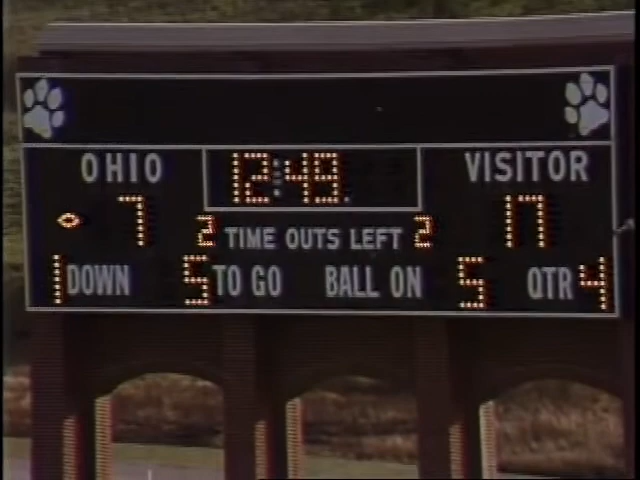 OHIO 12:49 VISITOR
7 17
2 TIME OUTS LEFT 2
1 DOWN 5 TO GO BALL ON 5 QTR 4